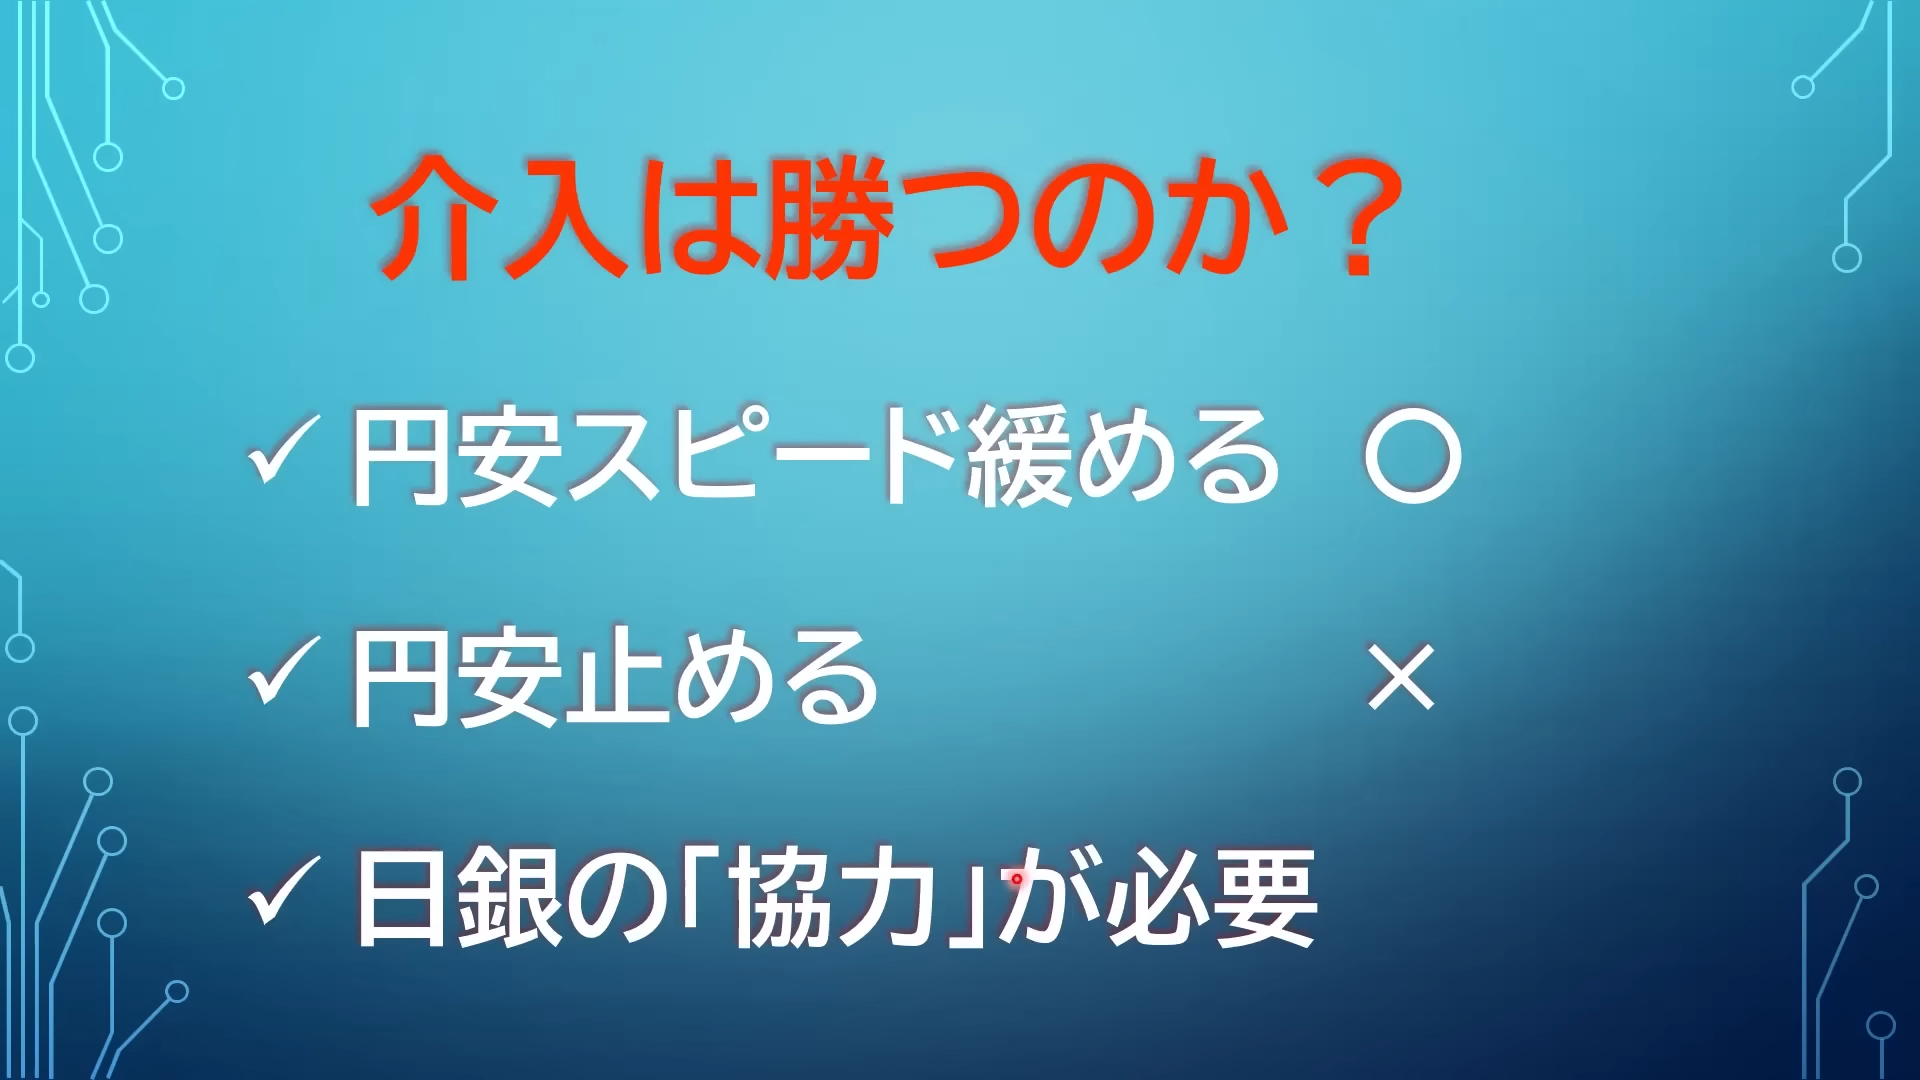 介入は勝つのか？
✓ 円安スピード緩める ○
✓ 円安止める ×
✓ 日銀の「協力」が必要